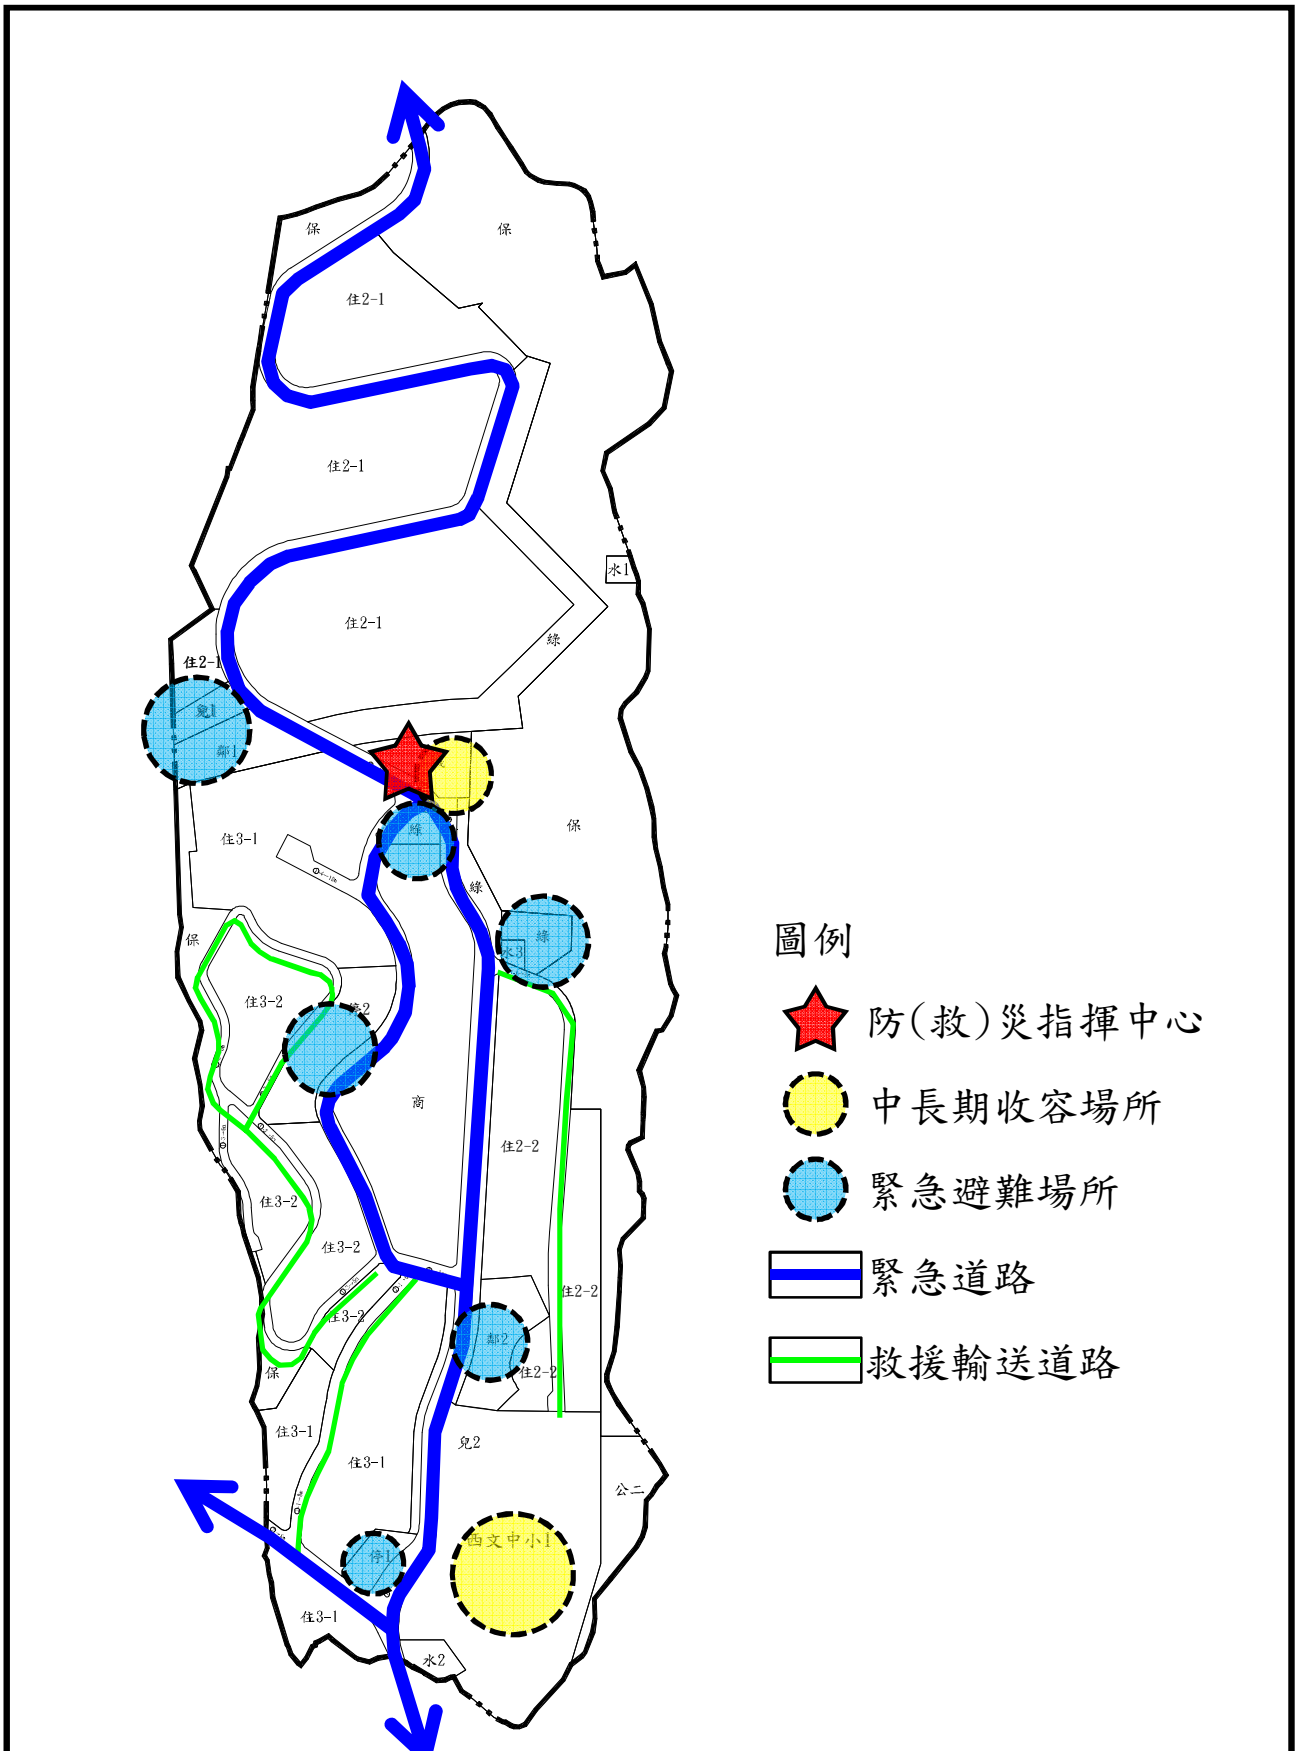 保
保
住2-1
住2-1
水1
住2-1
綠
住2-1
兒1
鄰1
綠
住3-1
保
綠
保
綠
水3
住3-2
停2
商
住2-2
住3-2
住3-2
住2-2
住3-2
鄰2
保
住2-2
住3-1
兒2
住3-1
公二
西文中小1
停1
住3-1
水2
圖例
防(救)災指揮中心
中長期收容場所
緊急避難場所
緊急道路
救援輸送道路